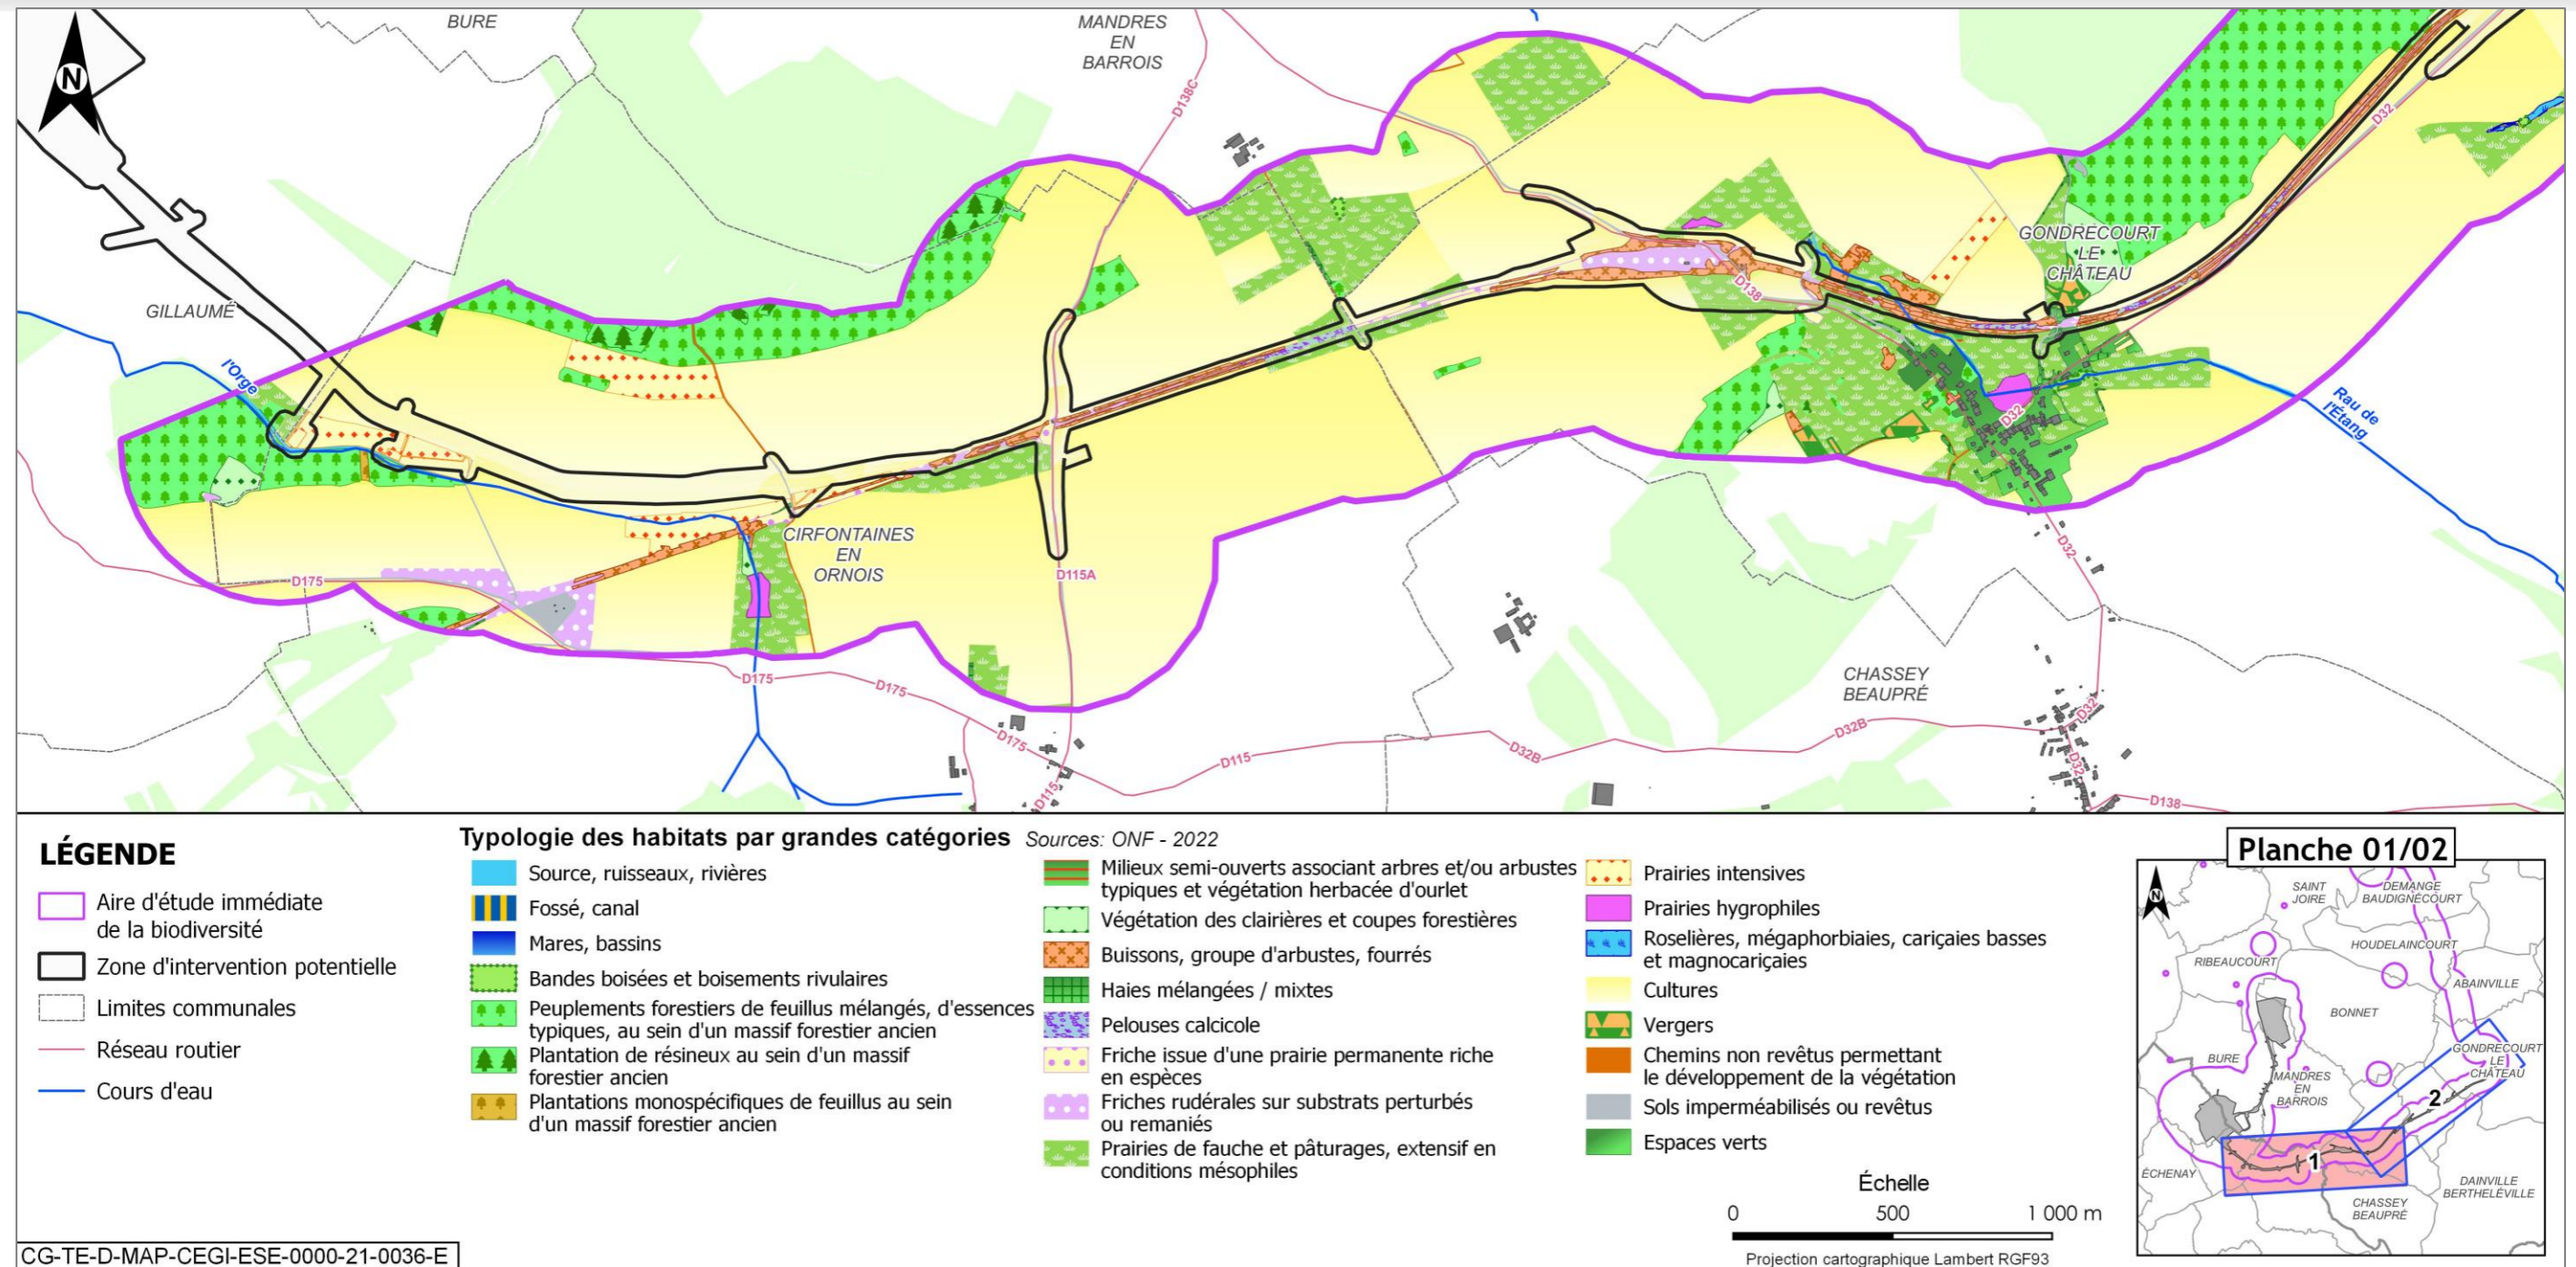 BURE
MANDRES
EN
BARROIS
N
D138C
D32
GONDRECOURT
LE
CHÂTEAU
GILLAUMÉ
D138
l'Orge
D32
Rau de
l'Étang
CIRFONTAINES
EN
ORNOIS
D175
D115A
D32
CHASSEY
BEAUPRÉ
D175
D175
D175
D115
D32B
D32B
D32
D32
D115
D138
LÉGENDE
Aire d'étude immédiate
de la biodiversité
Zone d'intervention potentielle
Limites communales
Réseau routier
Cours d'eau
Typologie des habitats par grandes catégories Sources: ONF - 2022
Source, ruisseaux, rivières
Fossé, canal
Mares, bassins
Bandes boisées et boisements rivulaires
Peuplements forestiers de feuillus mélangés, d'essences
typiques, au sein d'un massif forestier ancien
Plantation de résineux au sein d'un massif
forestier ancien
Plantations monospécifiques de feuillus au sein
d'un massif forestier ancien
Milieux semi-ouverts associant arbres et/ou arbustes
typiques et végétation herbacée d'ourlet
Végétation des clairières et coupes forestières
Buissons, groupe d'arbustes, fourrés
Haies mélangées / mixtes
Pelouses calcicole
Friche issue d'une prairie permanente riche
en espèces
Friches rudérales sur substrats perturbés
ou remaniés
Prairies de fauche et pâturages, extensif en
conditions mésophiles
Prairies intensives
Prairies hygrophiles
Roselières, mégaphorbiaies, cariçaies basses
et magnocariçaies
Cultures
Vergers
Chemins non revêtus permettant
le développement de la végétation
Sols imperméabilisés ou revêtus
Espaces verts
Échelle
0 500 1 000 m
Projection cartographique Lambert RGF93
Planche 01/02
N
SAINT
JOIRE
DEMANGE
BAUDIGNÉCOURT
HOUDELAINCOURT
RIBEAUCOURT
ABAINVILLE
BONNET
GONDRECOURT
LE
CHÂTEAU
BURE
MANDRES
EN
BARROIS
2
1
ÉCHENAY
DAINVILLE
BERTHELÉVILLE
CHASSEY
BEAUPRÉ
CG-TE-D-MAP-CEGI-ESE-0000-21-0036-E